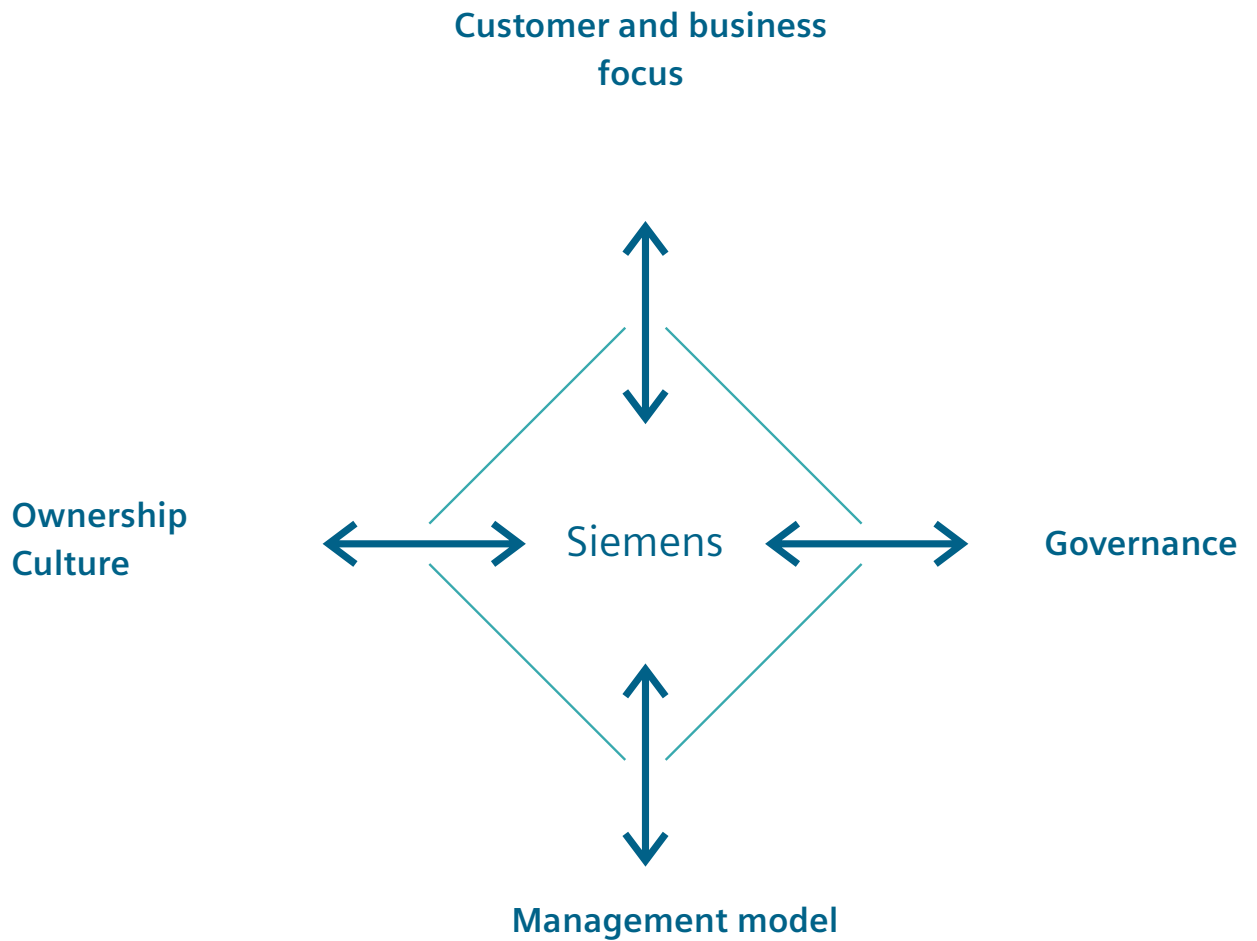 Customer and business
focus
Ownership
Culture
Siemens
Governance
Management model